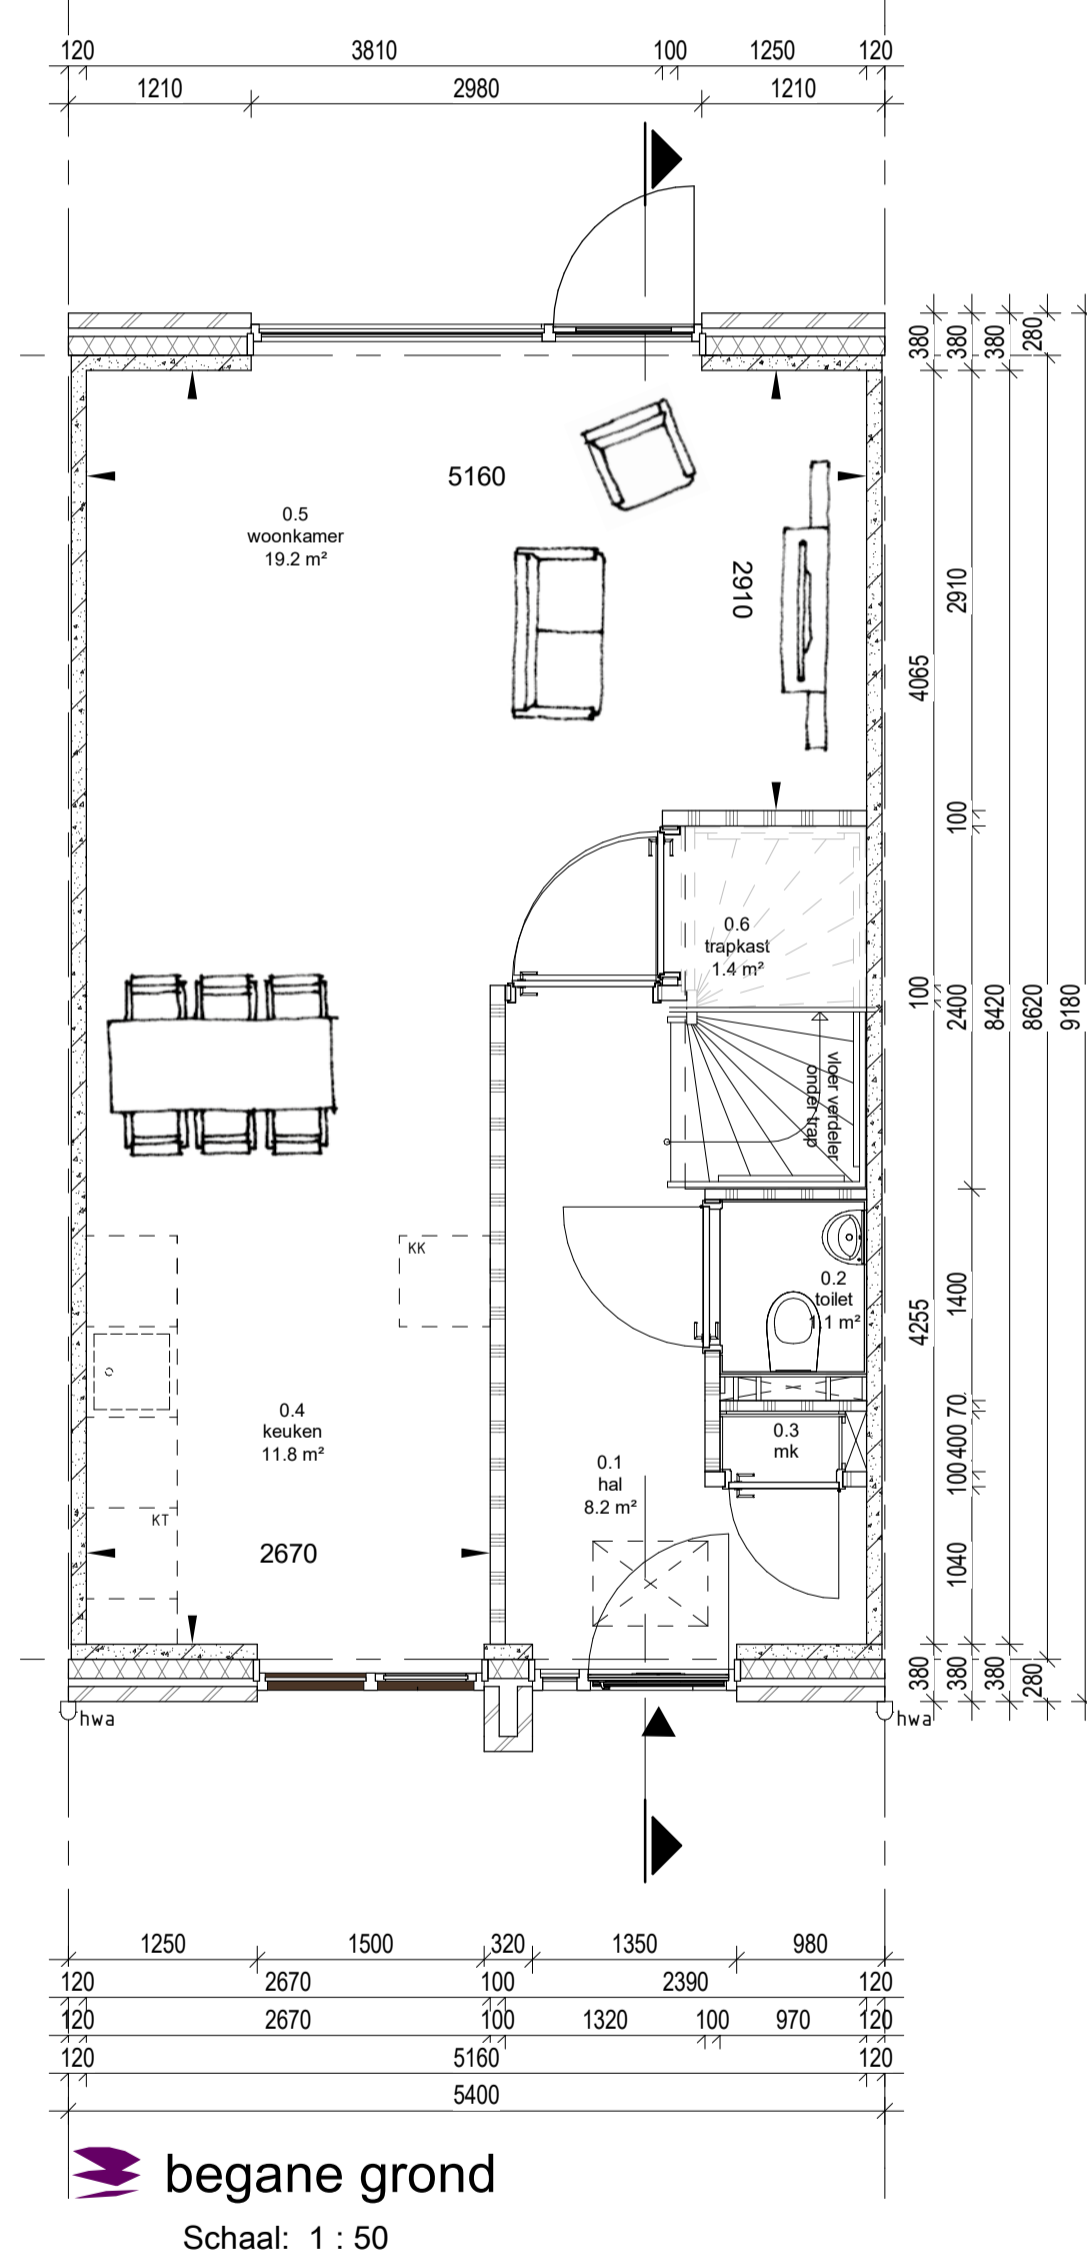 120 3810 100 1250 120
1210 2980 1210
380 380 380 280
5160
0.5
woonkamer
19.2 m²
2910
2910
4065
100
0.6
trapkast
1.4 m²
100 2400 8420 8620 9180
vloer verdeler
onder trap
KK
0.2
toilet
1.1 m²
1400
4255
0.4
keuken
11.8 m²
70
0.3
mk
400
100
0.1
hal
8.2 m²
KT
2670
1040
380 380 380 280
hwa hwa
1250 1500 320 1350 980
120 2670 100 2390 120
120 2670 100 1320 100 970 120
120 5160 120
5400
begane grond
Schaal: 1 : 50